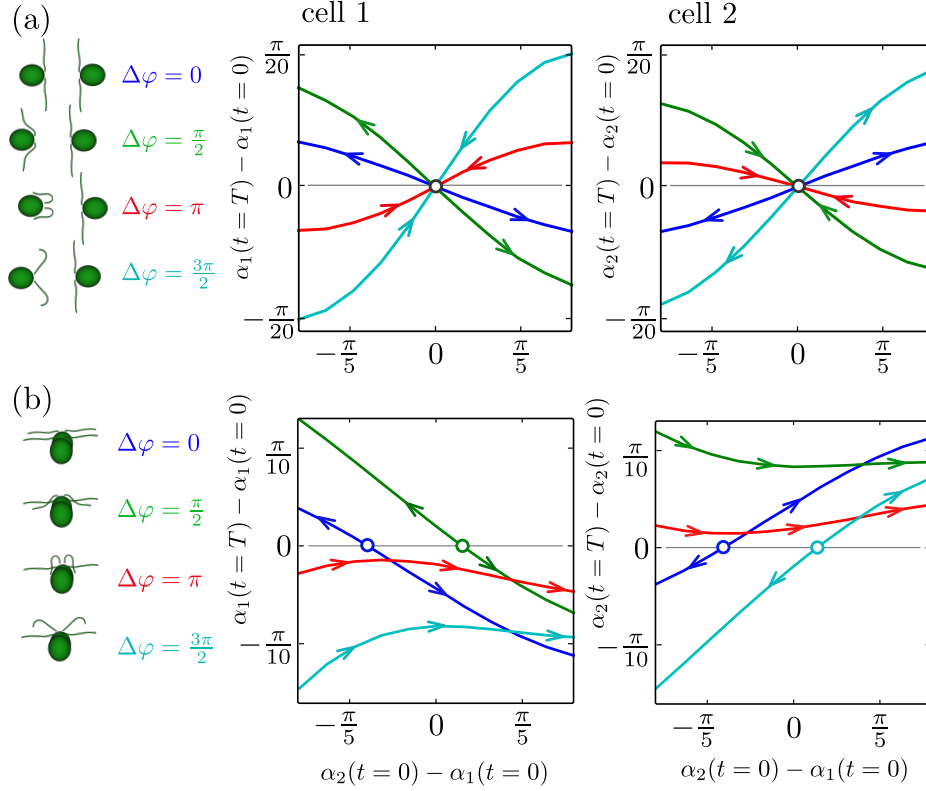 (a)
cell 1
cell 2
Δφ = 0
Δφ = π/2
Δφ = π
Δφ = 3π/2
α₁(t = T) − α₁(t = 0)
π/20
0
−π/20
−π/5
0
π/5
α₂(t = T) − α₂(t = 0)
π/20
0
−π/20
−π/5
0
π/5
(b)
Δφ = 0
Δφ = π/2
Δφ = π
Δφ = 3π/2
α₁(t = T) − α₁(t = 0)
π/10
0
−π/10
−π/5
0
π/5
α₂(t = 0) − α₁(t = 0)
α₂(t = T) − α₂(t = 0)
π/10
0
−π/10
−π/5
0
π/5
α₂(t = 0) − α₁(t = 0)